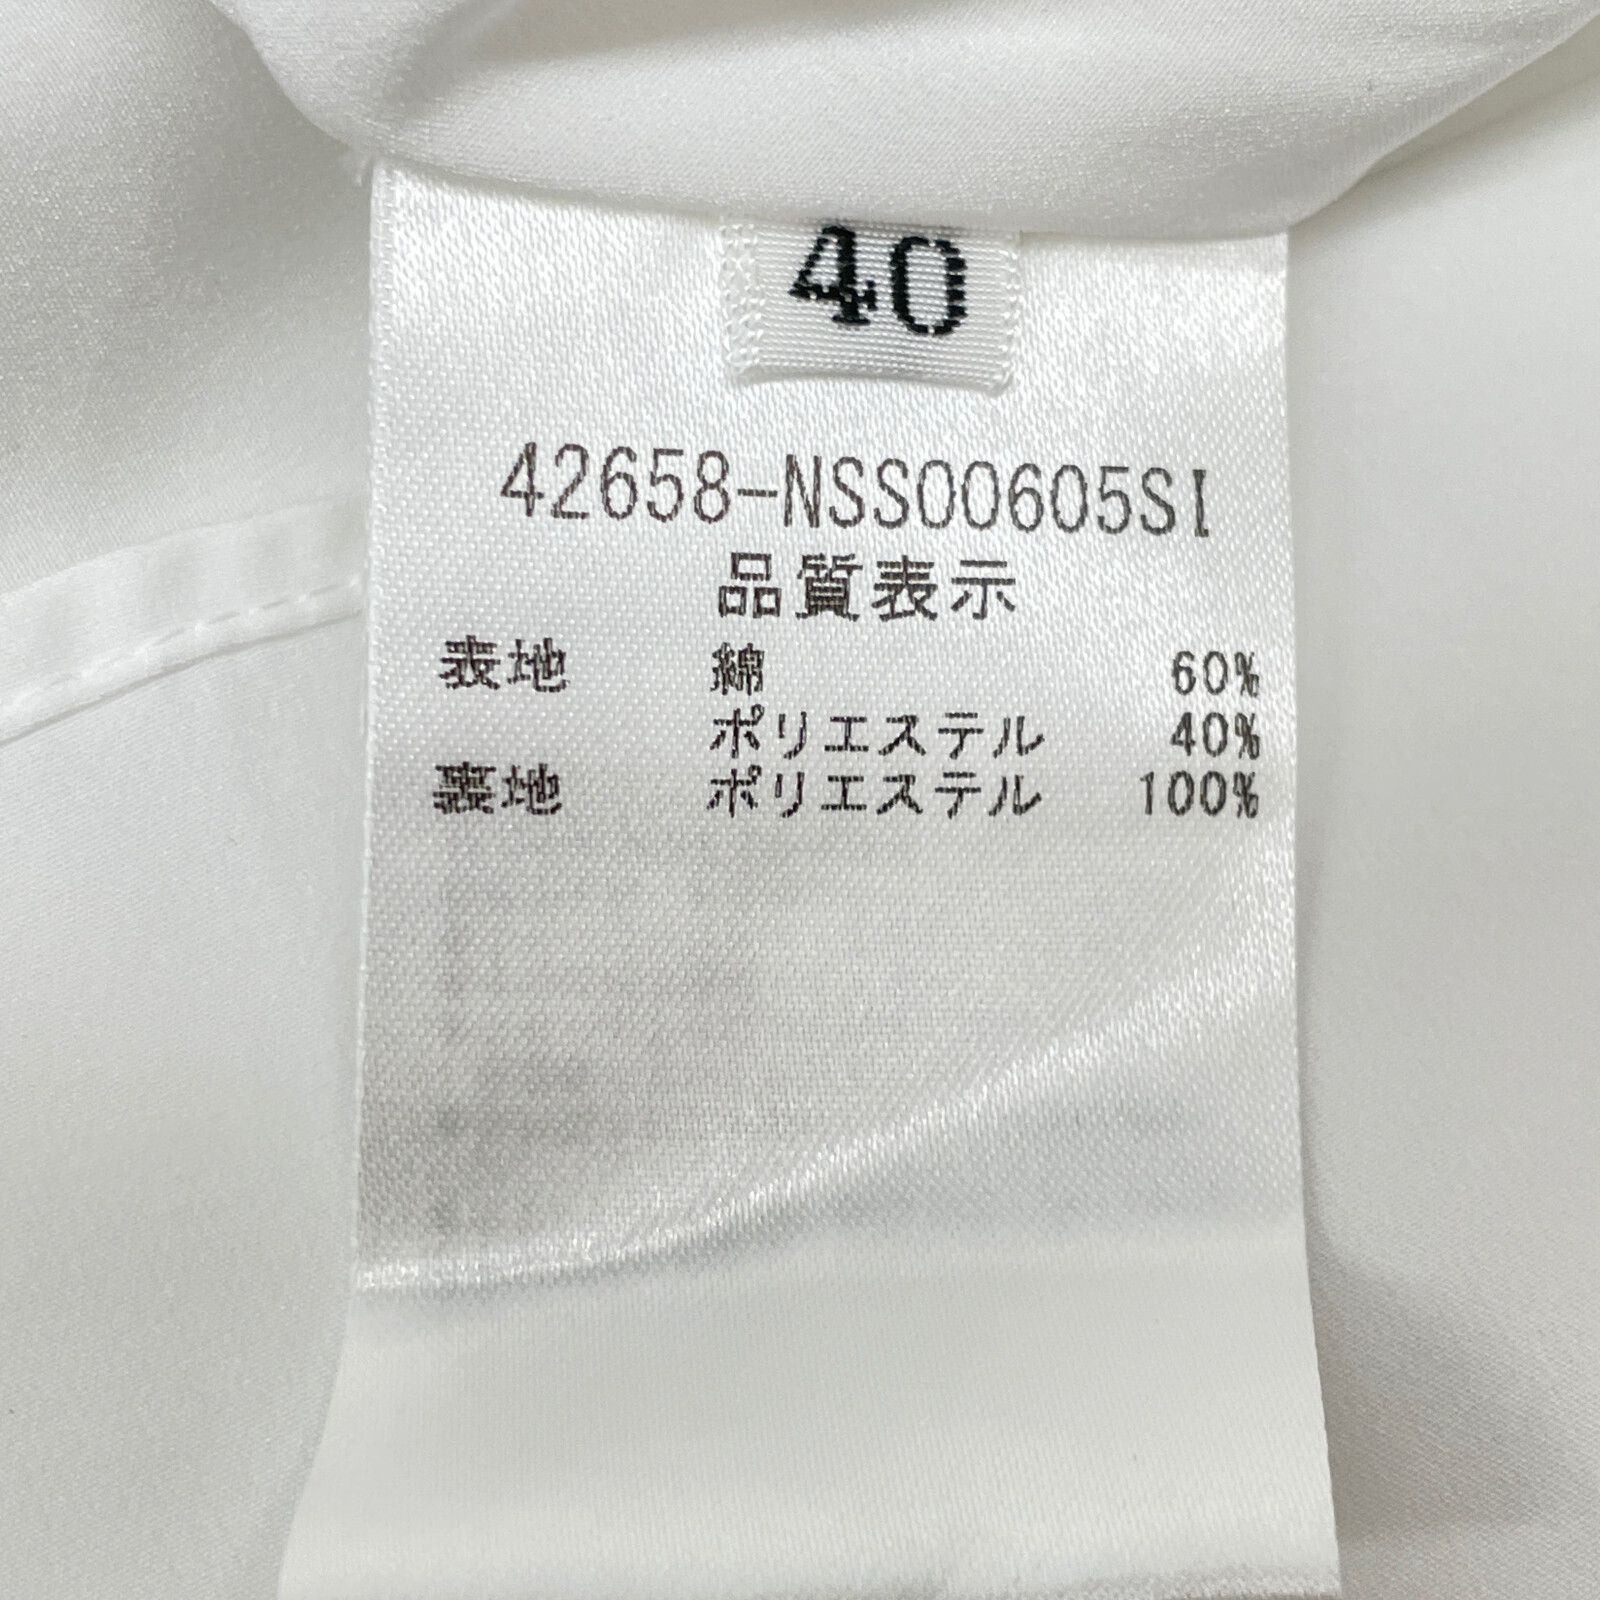 40
42658-NSS00605SI
品質表示
表地 綿 60%
ポリエステル 40%
裏地 ポリエステル 100%